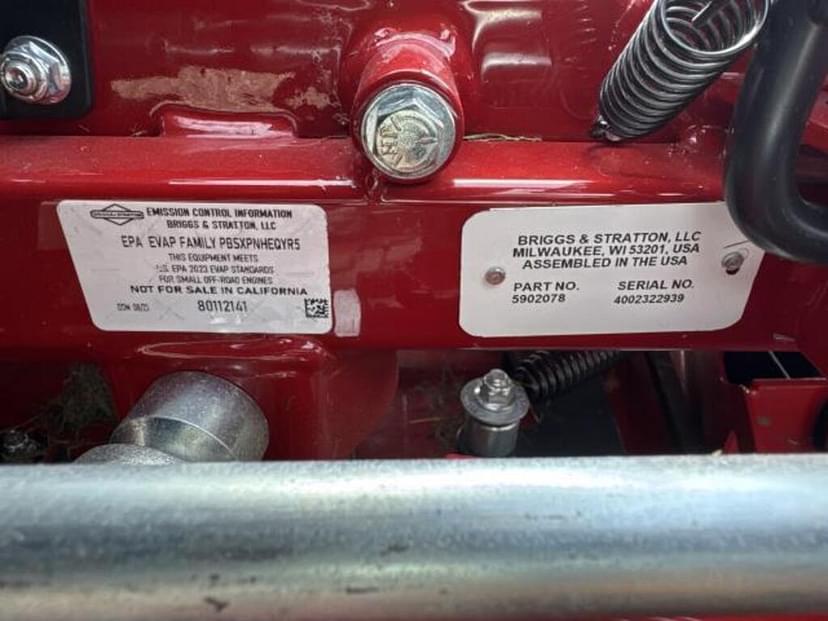 BRIGGS & STRATTON
EMISSION CONTROL INFORMATION
BRIGGS & STRATTON, LLC
EPA EVAP FAMILY PBSXPNHEQYR5
THIS EQUIPMENT MEETS
U.S. EPA 2023 EVAP STANDARDS
FOR SMALL OFF-ROAD ENGINES
NOT FOR SALE IN CALIFORNIA
80112141
BRIGGS & STRATTON, LLC
MILWAUKEE, WI 53201, USA
ASSEMBLED IN THE USA
PART NO. SERIAL NO.
5902078 4002322939